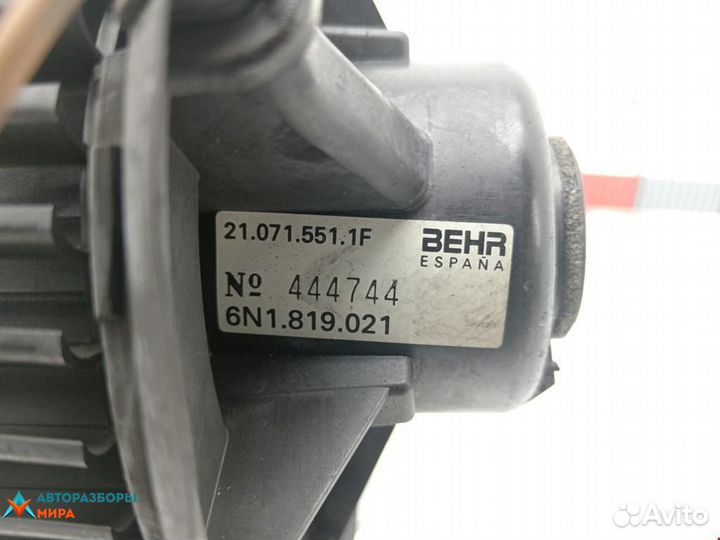 21.071.551.1F
BEHR
ESPAÑA
Nº 444744
6N1.819.021
АВТОРАЗБОРЫ
МИРА
Avito